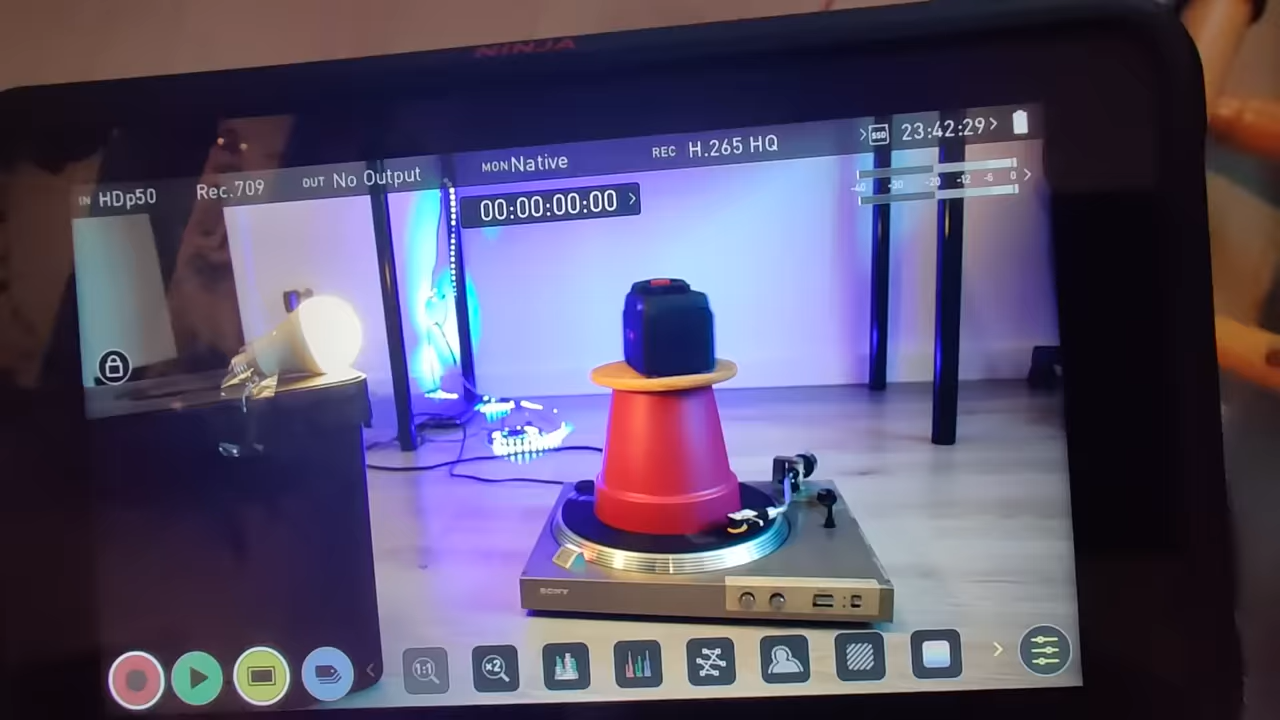 NINJA
IN HDp50
Rec.709
OUT No Output
MON Native
REC H.265 HQ
SSD
23:42:29
00:00:00:00
-40 -30 -20 -12 -6 0
SONY
1:1
×2